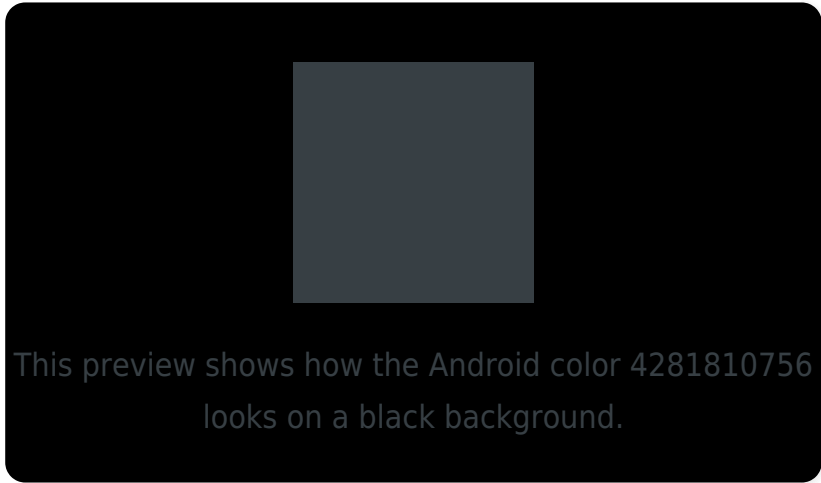 This preview shows how the Android color 4281810756
looks on a black background.